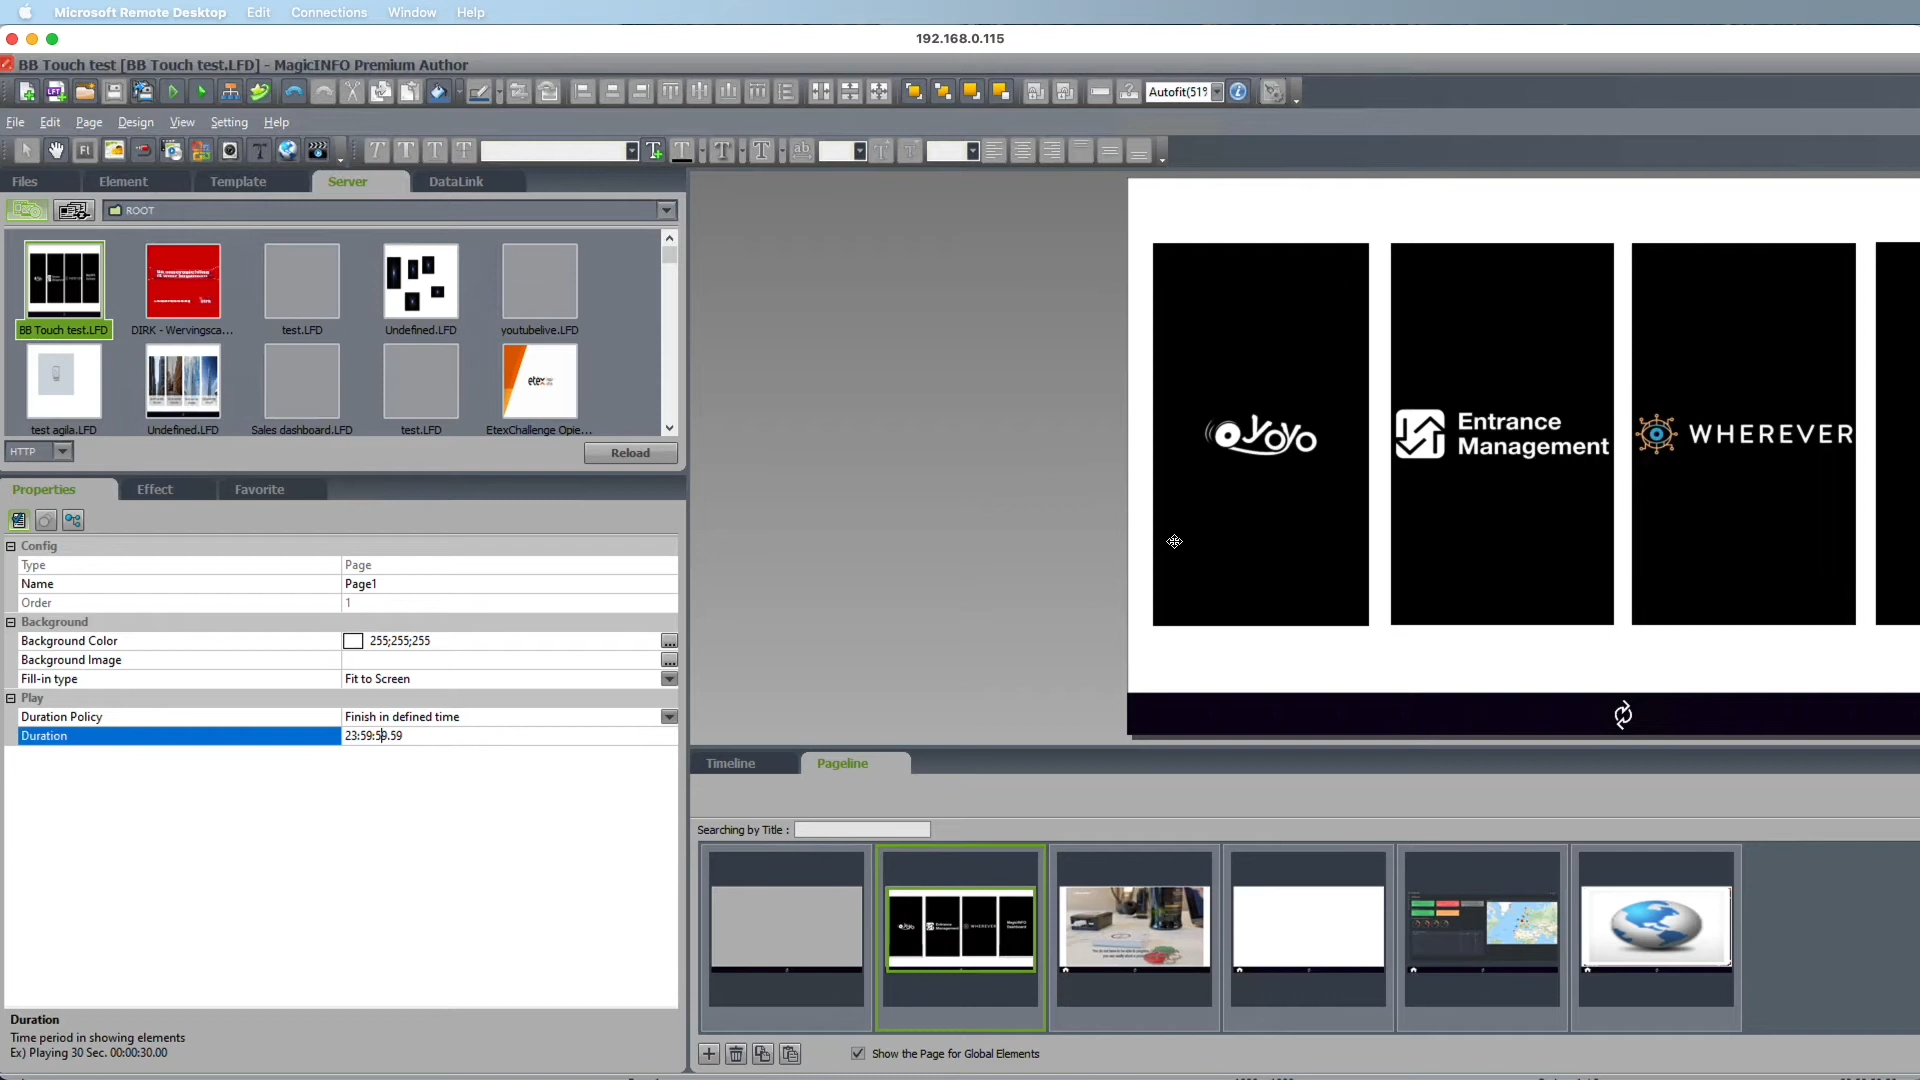 Microsoft Remote Desktop Edit Connections Window Help
192.168.0.115
BB Touch test [BB Touch test.LFD] - MagicINFO Premium Author
Autofit(51%
File Edit Page Design View Setting Help
Files Element Template Server DataLink
ROOT
BB Touch test.LFD DIRK - Wervingsca... test.LFD Undefined.LFD youtubelive.LFD
etex
test agila.LFD Undefined.LFD Sales dashboard.LFD test.LFD EtexChallenge Opie...
HTTP
Reload
Properties Effect Favorite
Config
Type Page
Name Page1
Order 1
Background
Background Color 255;255;255
Background Image
Fill-in type Fit to Screen
Play
Duration Policy Finish in defined time
Duration 23:59:59.59
Duration
Time period in showing elements
Ex) Playing 30 Sec. 00:00:30.00
yoyo
Entrance
Management
WHEREVER
Timeline Pageline
Searching by Title :
Show the Page for Global Elements